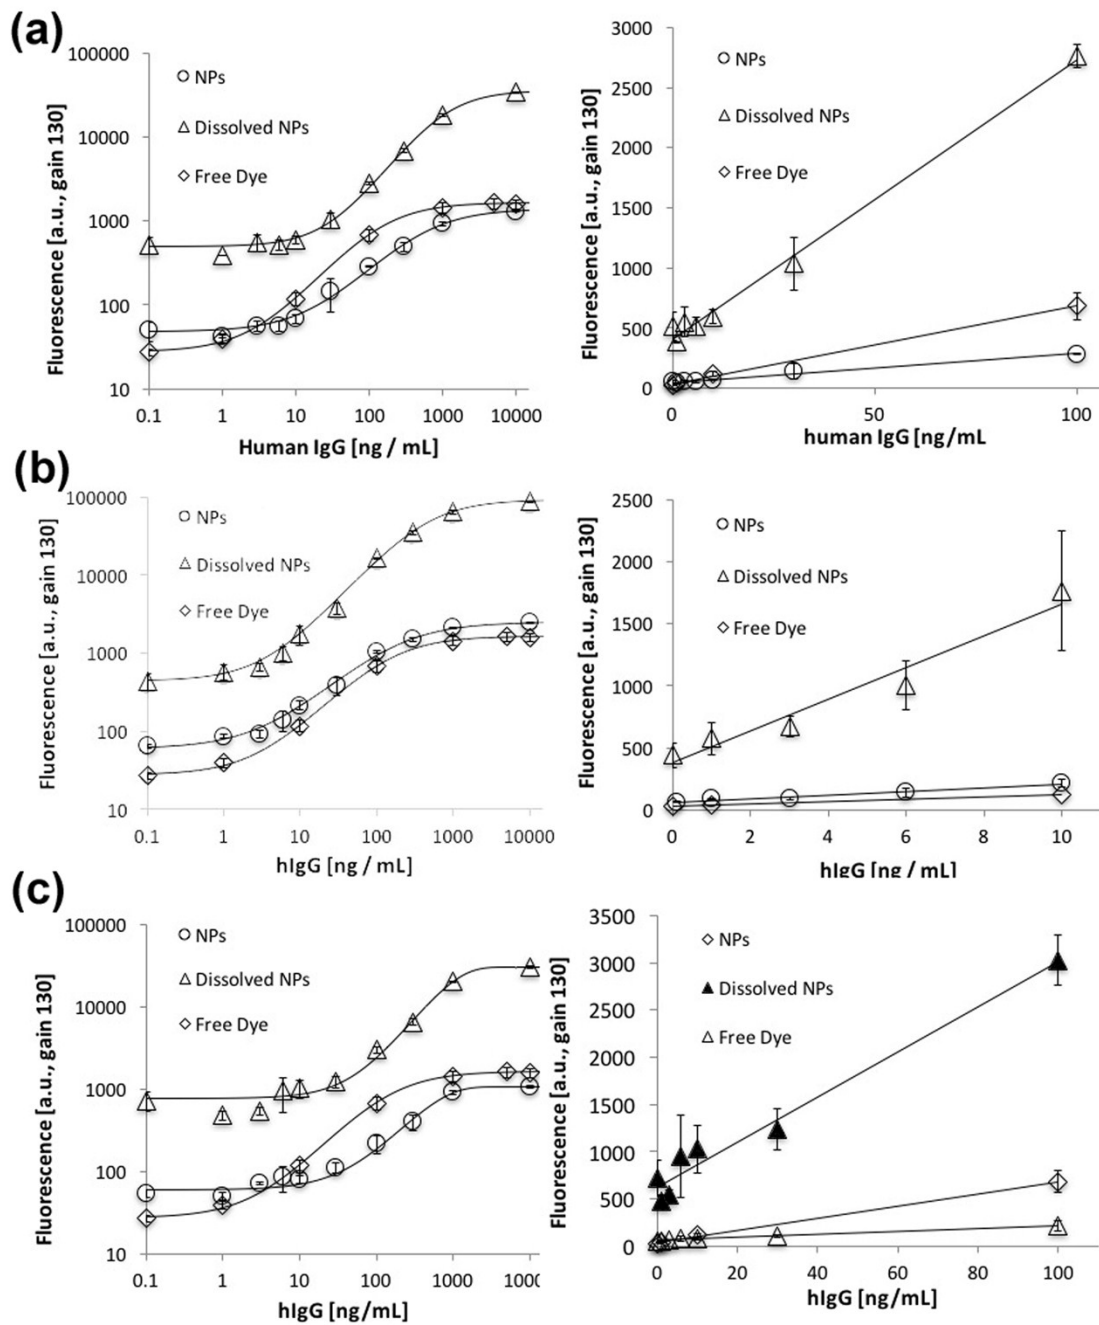 (a)
100000
10000
1000
100
10
Fluorescence [a.u., gain 130]
NPs
Dissolved NPs
Free Dye
0.1 1 10 100 1000 10000
Human IgG [ng / mL]
3000
2500
2000
1500
1000
500
0
Fluorescence [a.u., gain 130]
NPs
Dissolved NPs
Free Dye
0 50 100
human IgG [ng/mL
(b)
100000
10000
1000
100
10
Fluorescence [a.u., gain 130]
NPs
Dissolved NPs
Free Dye
0.1 1 10 100 1000 10000
hIgG [ng / mL]
2500
2000
1500
1000
500
0
Fluorescence [a.u., gain 130]
NPs
Dissolved NPs
Free Dye
0 2 4 6 8 10
hIgG [ng / mL]
(c)
100000
10000
1000
100
10
Fluorescence [a.u., gain 130]
NPs
Dissolved NPs
Free Dye
0.1 1 10 100 1000 1000
hIgG [ng / mL]
3500
3000
2500
2000
1500
1000
500
0
Fluorescence [a.u., gain 130]
NPs
Dissolved NPs
Free Dye
0 20 40 60 80 100
hIgG [ng/mL]